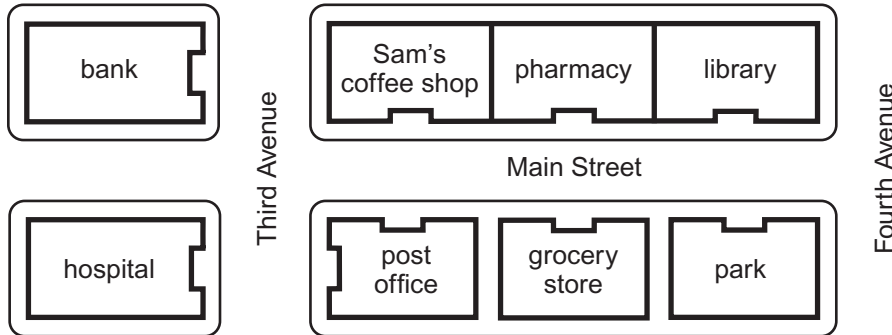 bank
Sam's
coffee shop
pharmacy
library
Third Avenue
Main Street
Fourth Avenue
hospital
post
office
grocery
store
park